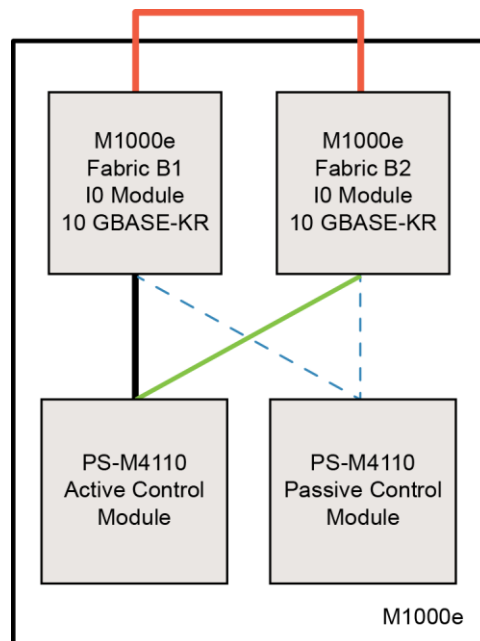 M1000e
Fabric B1
I0 Module
10 GBASE-KR
M1000e
Fabric B2
I0 Module
10 GBASE-KR
PS-M4110
Active Control
Module
PS-M4110
Passive Control
Module
M1000e